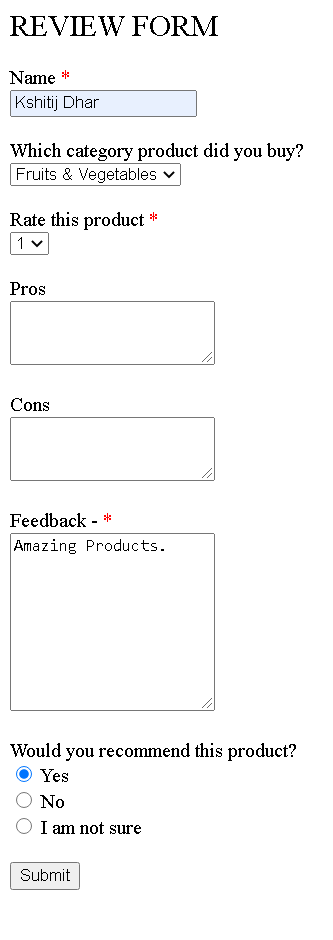 REVIEW FORM
Name *
Kshitij Dhar
Which category product did you buy?
Fruits & Vegetables
Rate this product *
1
Pros
Cons
Feedback - *
Amazing Products.
Would you recommend this product?
Yes
No
I am not sure
Submit